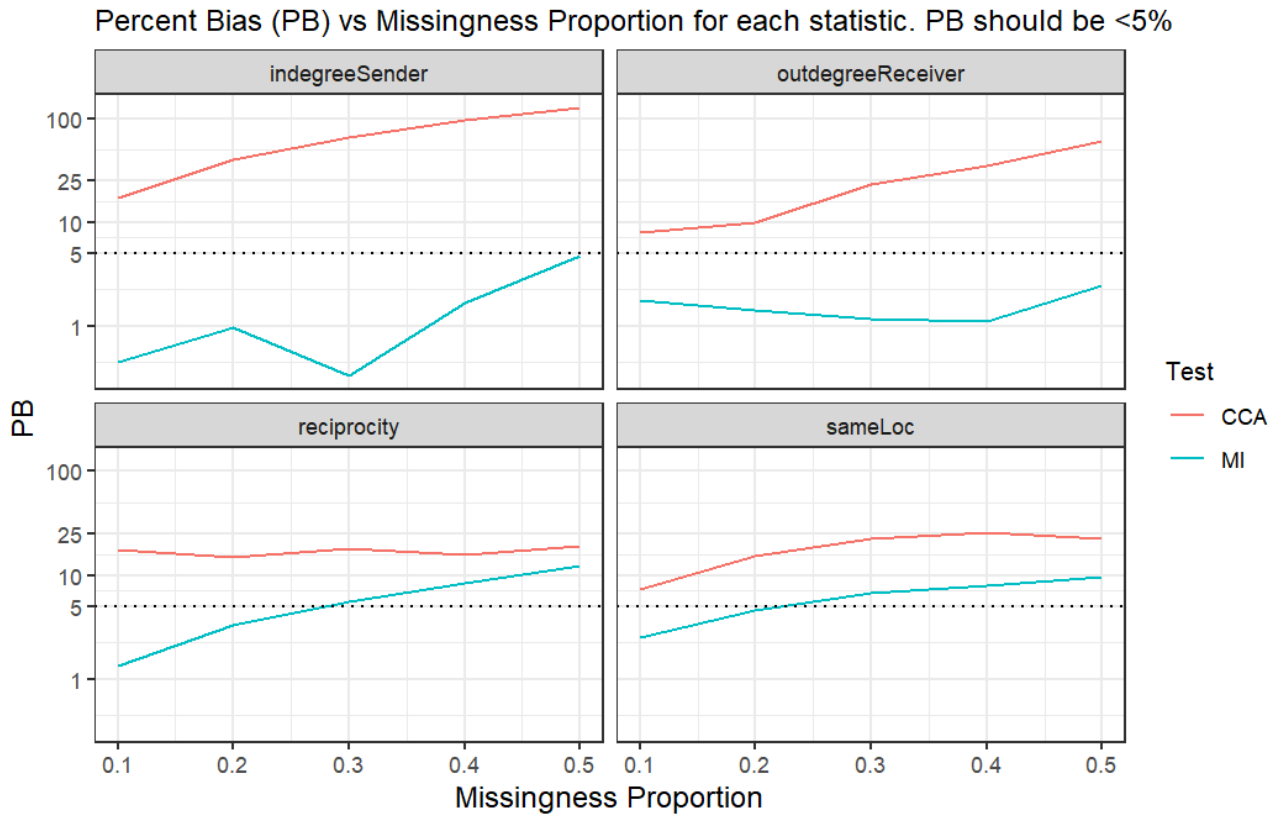 Percent Bias (PB) vs Missingness Proportion for each statistic. PB should be <5%
indegreeSender
outdegreeReceiver
100
25
10
5
1
reciprocity
sameLoc
100
25
10
5
1
PB
0.1 0.2 0.3 0.4 0.5
0.1 0.2 0.3 0.4 0.5
Missingness Proportion
Test
CCA
MI